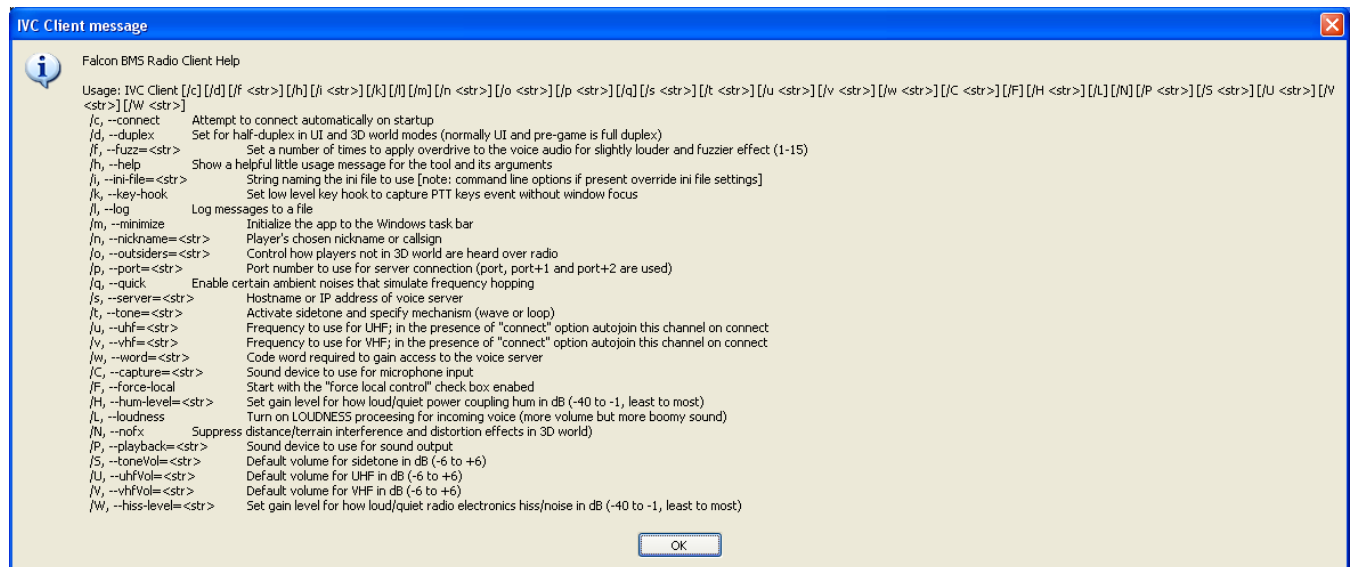 IVC Client message
Falcon BMS Radio Client Help
Usage: IVC Client [/c] [/d] [/f <str>] [/h] [/i <str>] [/k] [/l] [/m] [/n <str>] [/o <str>] [/p <str>] [/q] [/s <str>] [/t <str>] [/u <str>] [/v <str>] [/w <str>] [/C <str>] [/F] [/H <str>] [/L] [/N] [/P <str>] [/S <str>] [/U <str>] [/V
<str>] [/W <str>]
/c, --connect Attempt to connect automatically on startup
/d, --duplex Set for half-duplex in UI and 3D world modes (normally UI and pre-game is full duplex)
/f, --fuzz=<str> Set a number of times to apply overdrive to the voice audio for slightly louder and fuzzier effect (1-15)
/h, --help Show a helpful little usage message for the tool and its arguments
/i, --ini-file=<str> String naming the ini file to use [note: command line options if present override ini file settings]
/k, --key-hook Set low level key hook to capture PTT keys event without window focus
/l, --log Log messages to a file
/m, --minimize Initialize the app to the Windows task bar
/n, --nickname=<str> Player's chosen nickname or callsign
/o, --outsiders=<str> Control how players not in 3D world are heard over radio
/p, --port=<str> Port number to use for server connection (port, port+1 and port+2 are used)
/q, --quick Enable certain ambient noises that simulate frequency hopping
/s, --server=<str> Hostname or IP address of voice server
/t, --tone=<str> Activate sidetone and specify mechanism (wave or loop)
/u, --uhf=<str> Frequency to use for UHF; in the presence of "connect" option autojoin this channel on connect
/v, --vhf=<str> Frequency to use for VHF; in the presence of "connect" option autojoin this channel on connect
/w, --word=<str> Code word required to gain access to the voice server
/C, --capture=<str> Sound device to use for microphone input
/F, --force-local Start with the "force local control" check box enabed
/H, --hum-level=<str> Set gain level for how loud/quiet power coupling hum in dB (-40 to -1, least to most)
/L, --loudness Turn on LOUDNESS proceesing for incoming voice (more volume but more boomy sound)
/N, --nofx Suppress distance/terrain interference and distortion effects in 3D world)
/P, --playback=<str> Sound device to use for sound output
/S, --toneVol=<str> Default volume for sidetone in dB (-6 to +6)
/U, --uhfVol=<str> Default volume for UHF in dB (-6 to +6)
/V, --vhfVol=<str> Default volume for VHF in dB (-6 to +6)
/W, --hiss-level=<str> Set gain level for how loud/quiet radio electronics hiss/noise in dB (-40 to -1, least to most)
OK